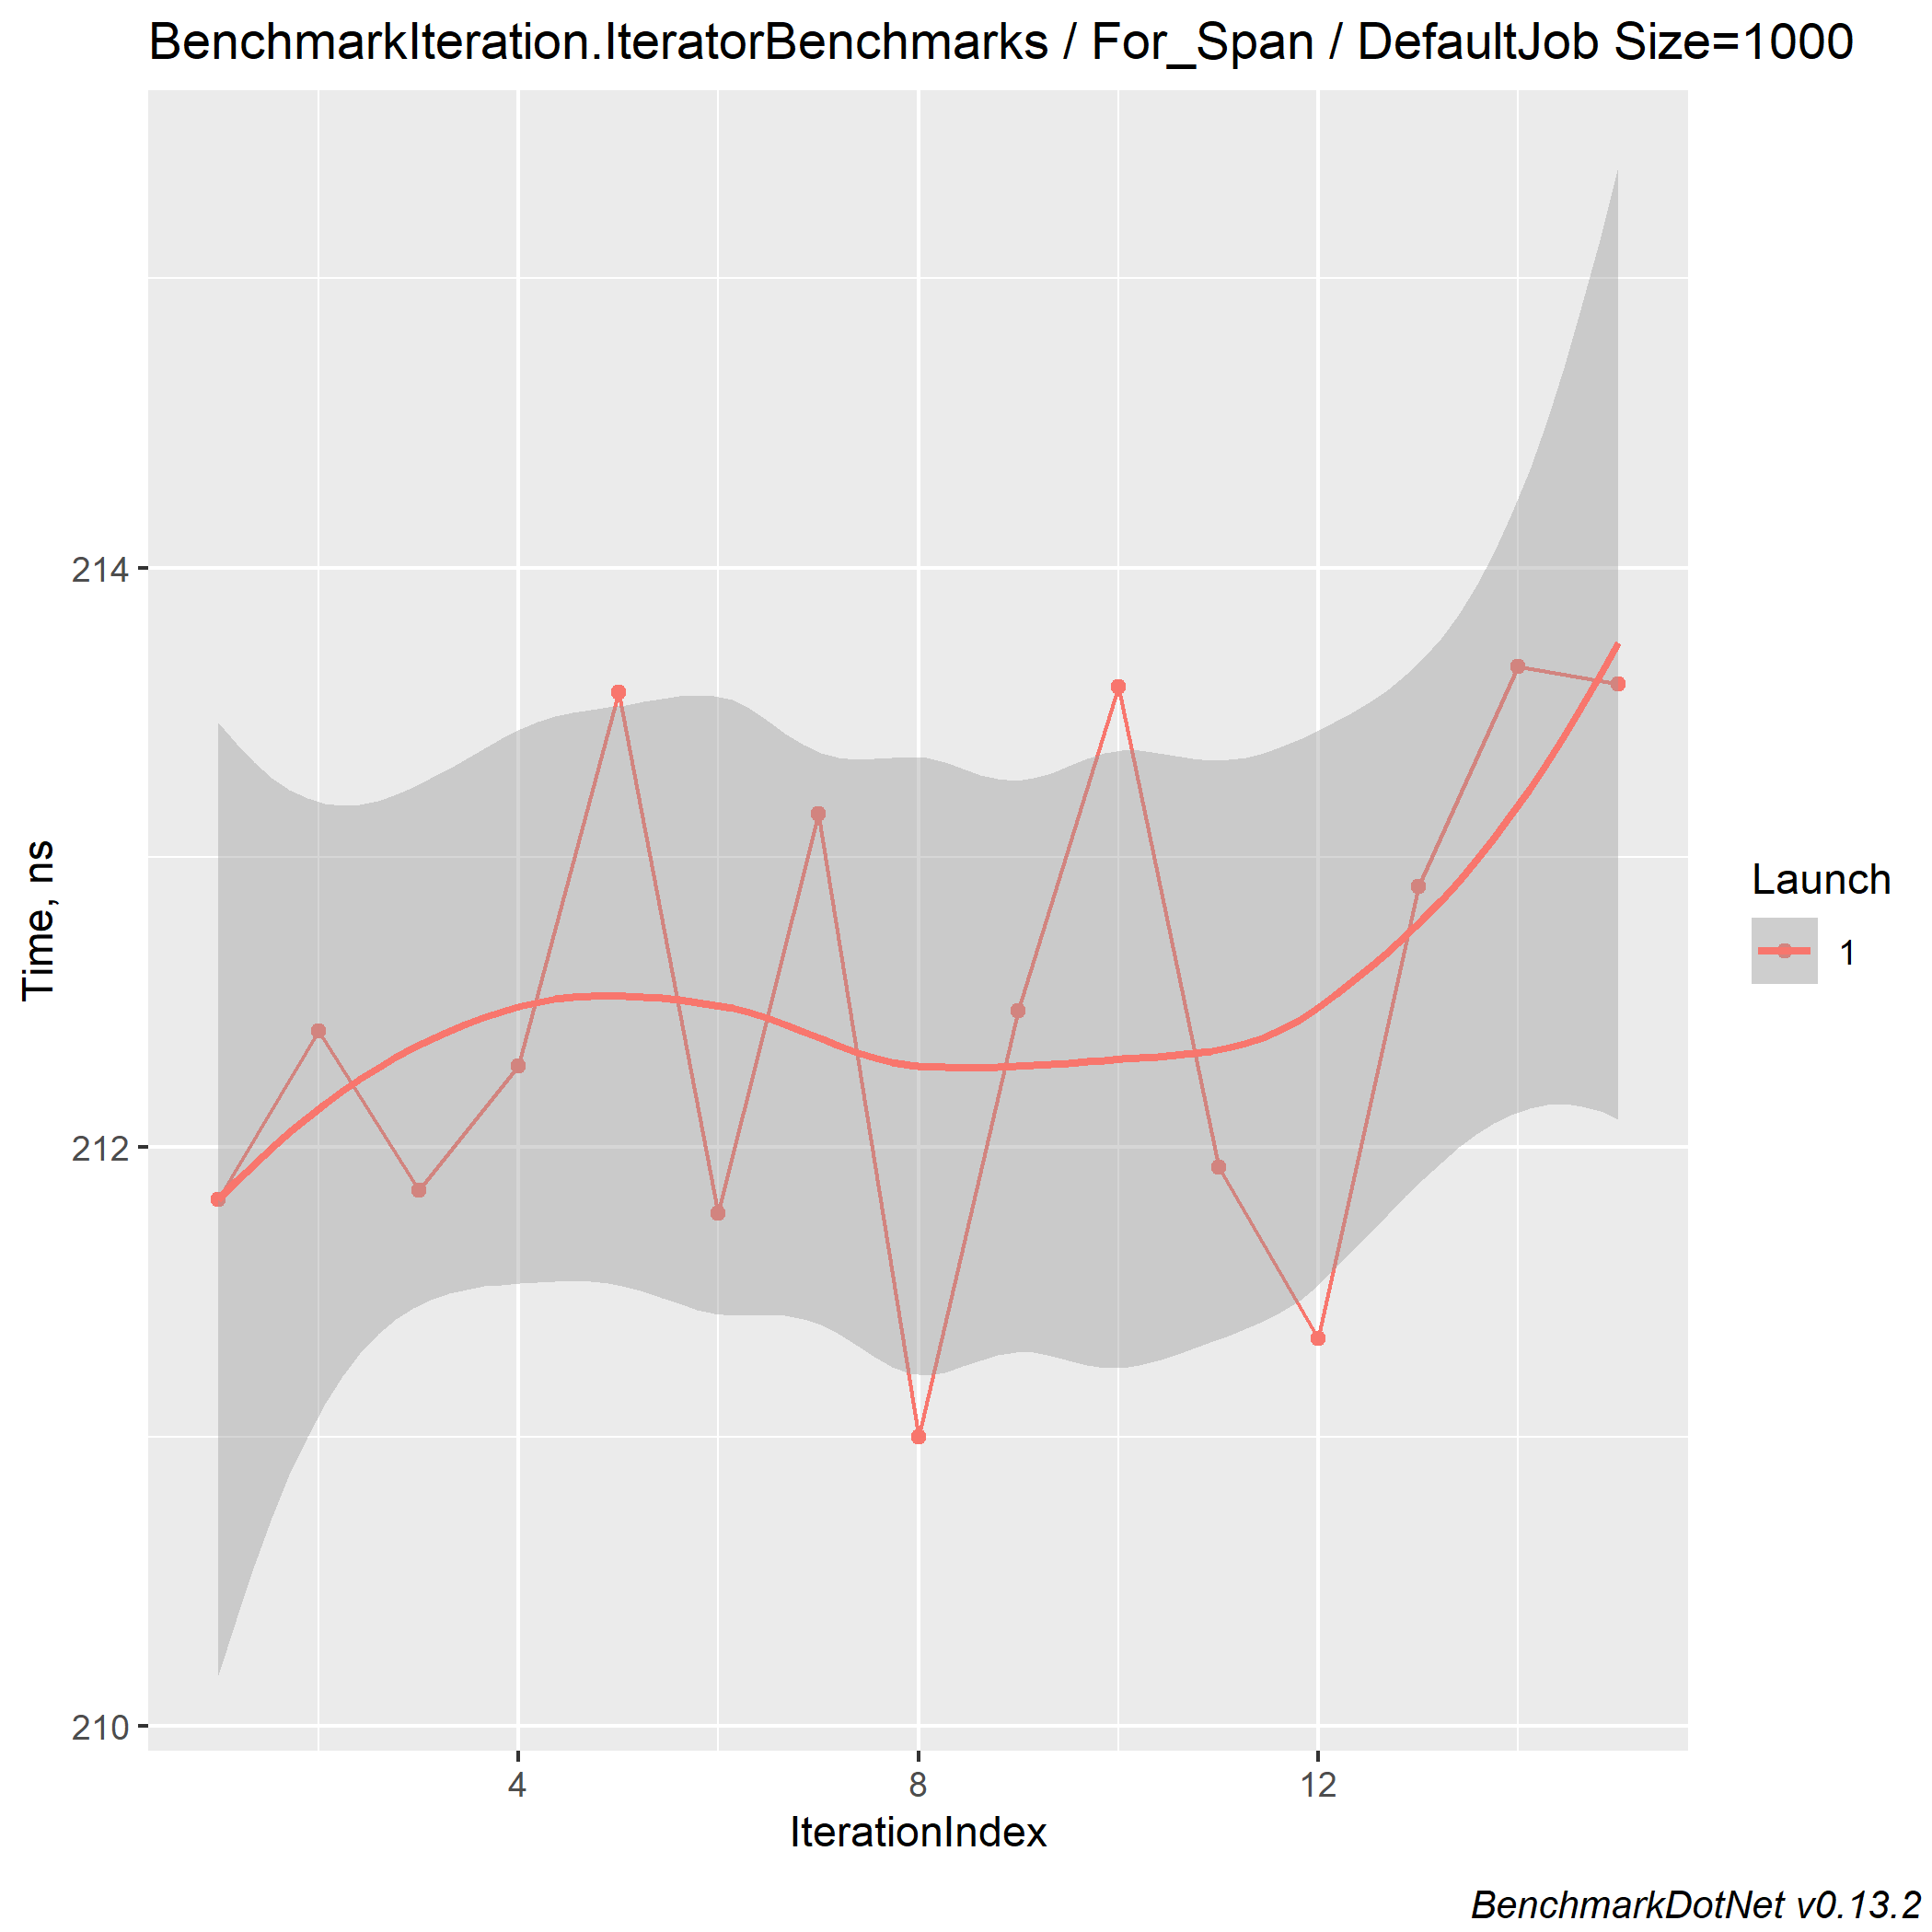 BenchmarkIteration.IteratorBenchmarks / For_Span / DefaultJob Size=1000
Time, ns
214
212
210
4 8 12
IterationIndex
Launch
1
BenchmarkDotNet v0.13.2